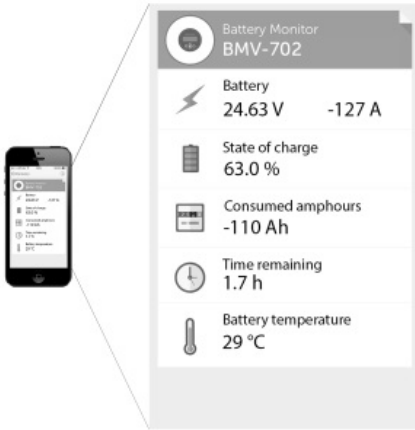 Battery Monitor
BMV-702
Battery
24.63 V -127 A
State of charge
63.0 %
Consumed amphours
-110 Ah
Time remaining
1.7 h
Battery temperature
29 °C